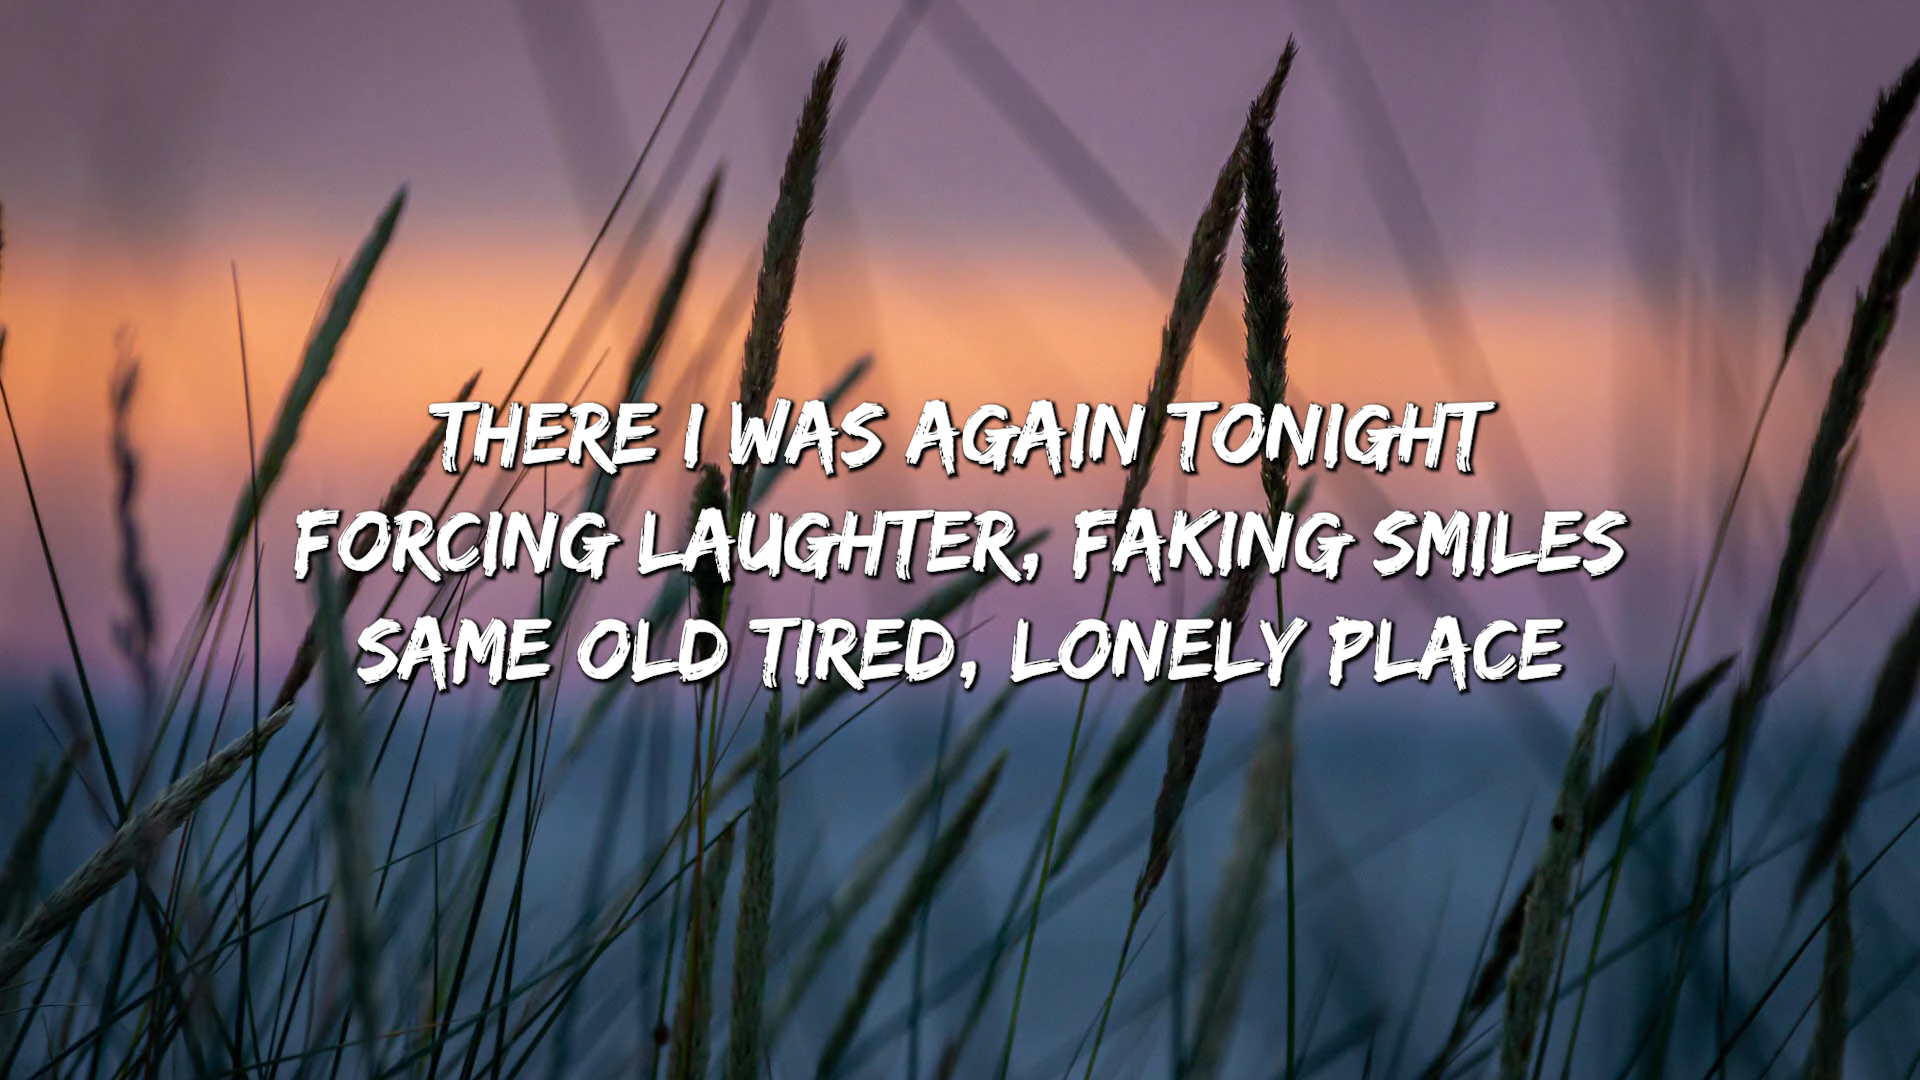 THERE I WAS AGAIN TONIGHT
FORCING LAUGHTER, FAKING SMILES
SAME OLD TIRED, LONELY PLACE